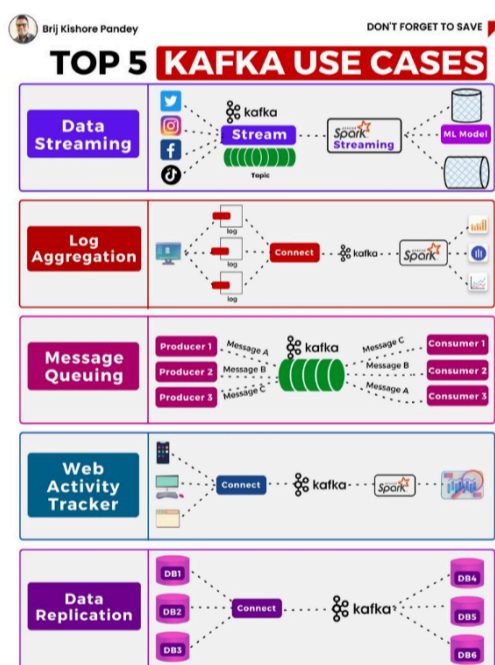 Brij Kishore Pandey
DON'T FORGET TO SAVE
TOP 5 KAFKA USE CASES
Data
Streaming
kafka
Stream
Topic
APACHE
Spark
Streaming
ML Model
Log
Aggregation
log
log
log
Connect
kafka
Spark
Message
Queuing
Producer 1
Producer 2
Producer 3
Message A
Message B
Message C
kafka
Message C
Message B
Message A
Consumer 1
Consumer 2
Consumer 3
Web
Activity
Tracker
Connect
kafka
Spark
Data
Replication
DB1
DB2
DB3
Connect
kafka
DB4
DB5
DB6